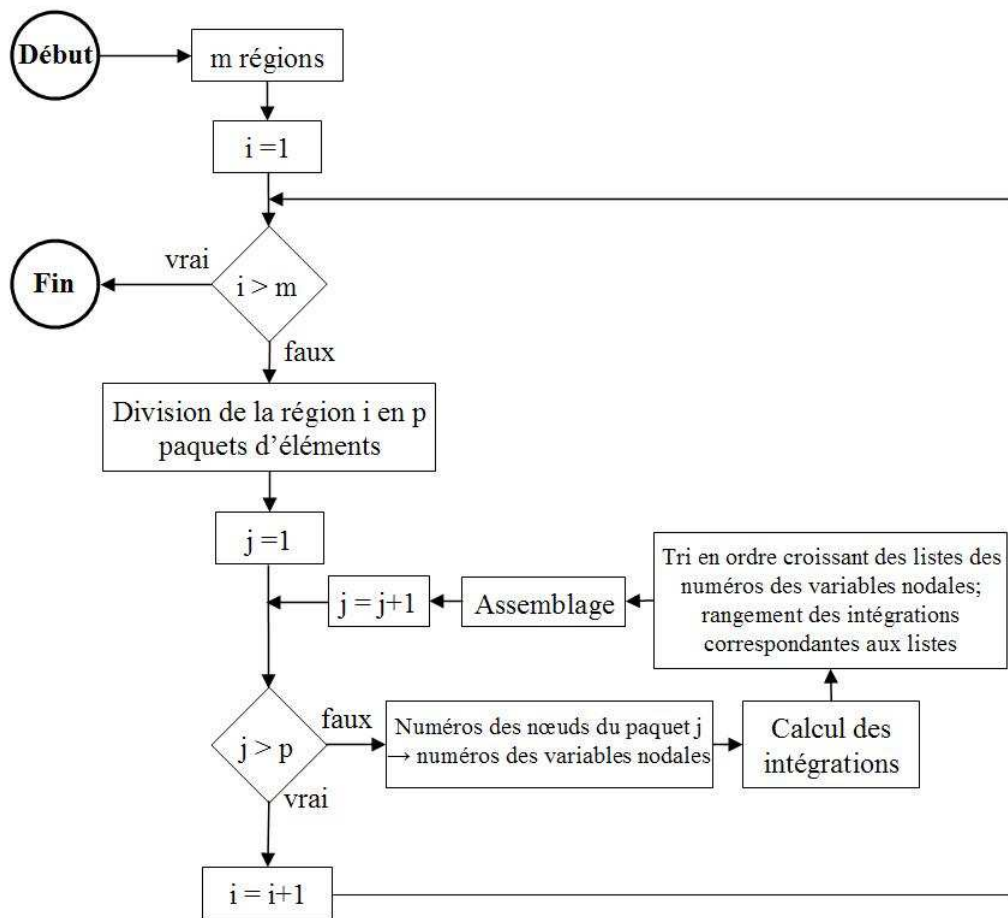 Début
m régions
i =1
vrai
Fin
i > m
faux
Division de la région i en p
paquets d’éléments
j =1
Tri en ordre croissant des listes des
numéros des variables nodales;
rangement des intégrations
correspondantes aux listes
Assemblage
j = j+1
j > p
faux
Numéros des nœuds du paquet j
→ numéros des variables nodales
Calcul des
intégrations
vrai
i = i+1